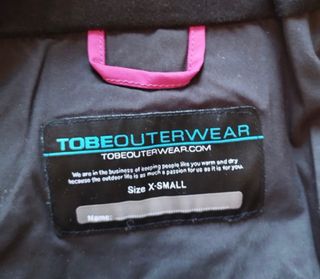 TOBEOUTERWEAR
TOBEOUTERWEAR.COM
We are in the business of keeping people like you warm and dry
because the outdoor life is as much a passion for us as it is for you.
Size X-SMALL
Name: